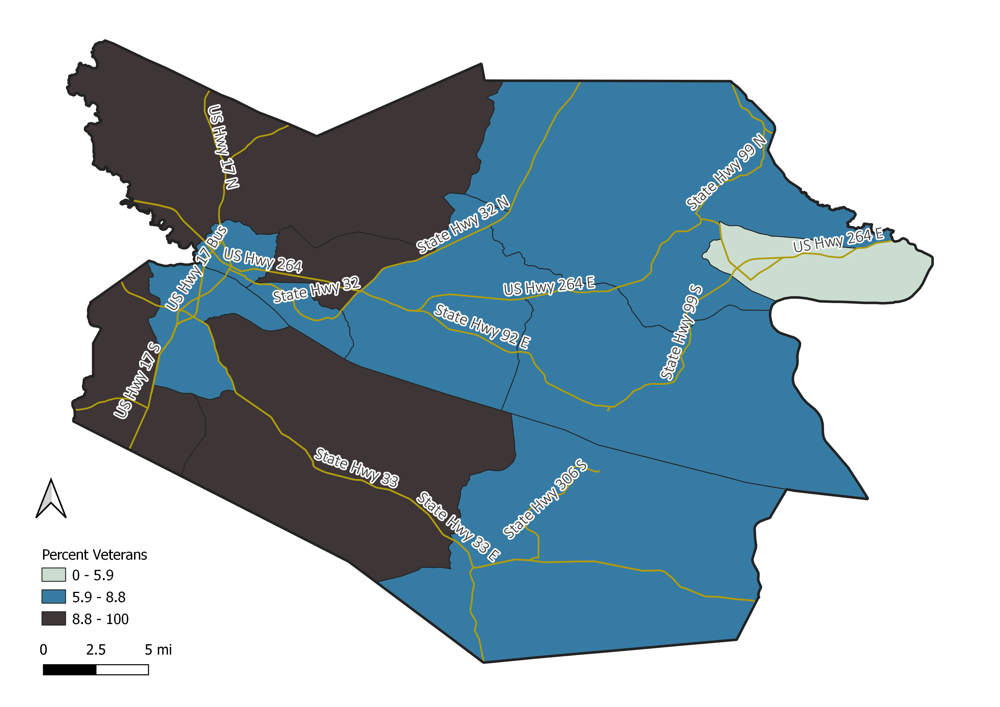 US Hwy 17 N
State Hwy 99 N
State Hwy 32 N
US Hwy 264 E
US Hwy 17 Bus
US Hwy 264
State Hwy 32
US Hwy 264 E
State Hwy 92 E
State Hwy 99 S
US Hwy 17 S
State Hwy 33
State Hwy 306 S
State Hwy 33 E
Percent Veterans
0 - 5.9
5.9 - 8.8
8.8 - 100
0 2.5 5 mi